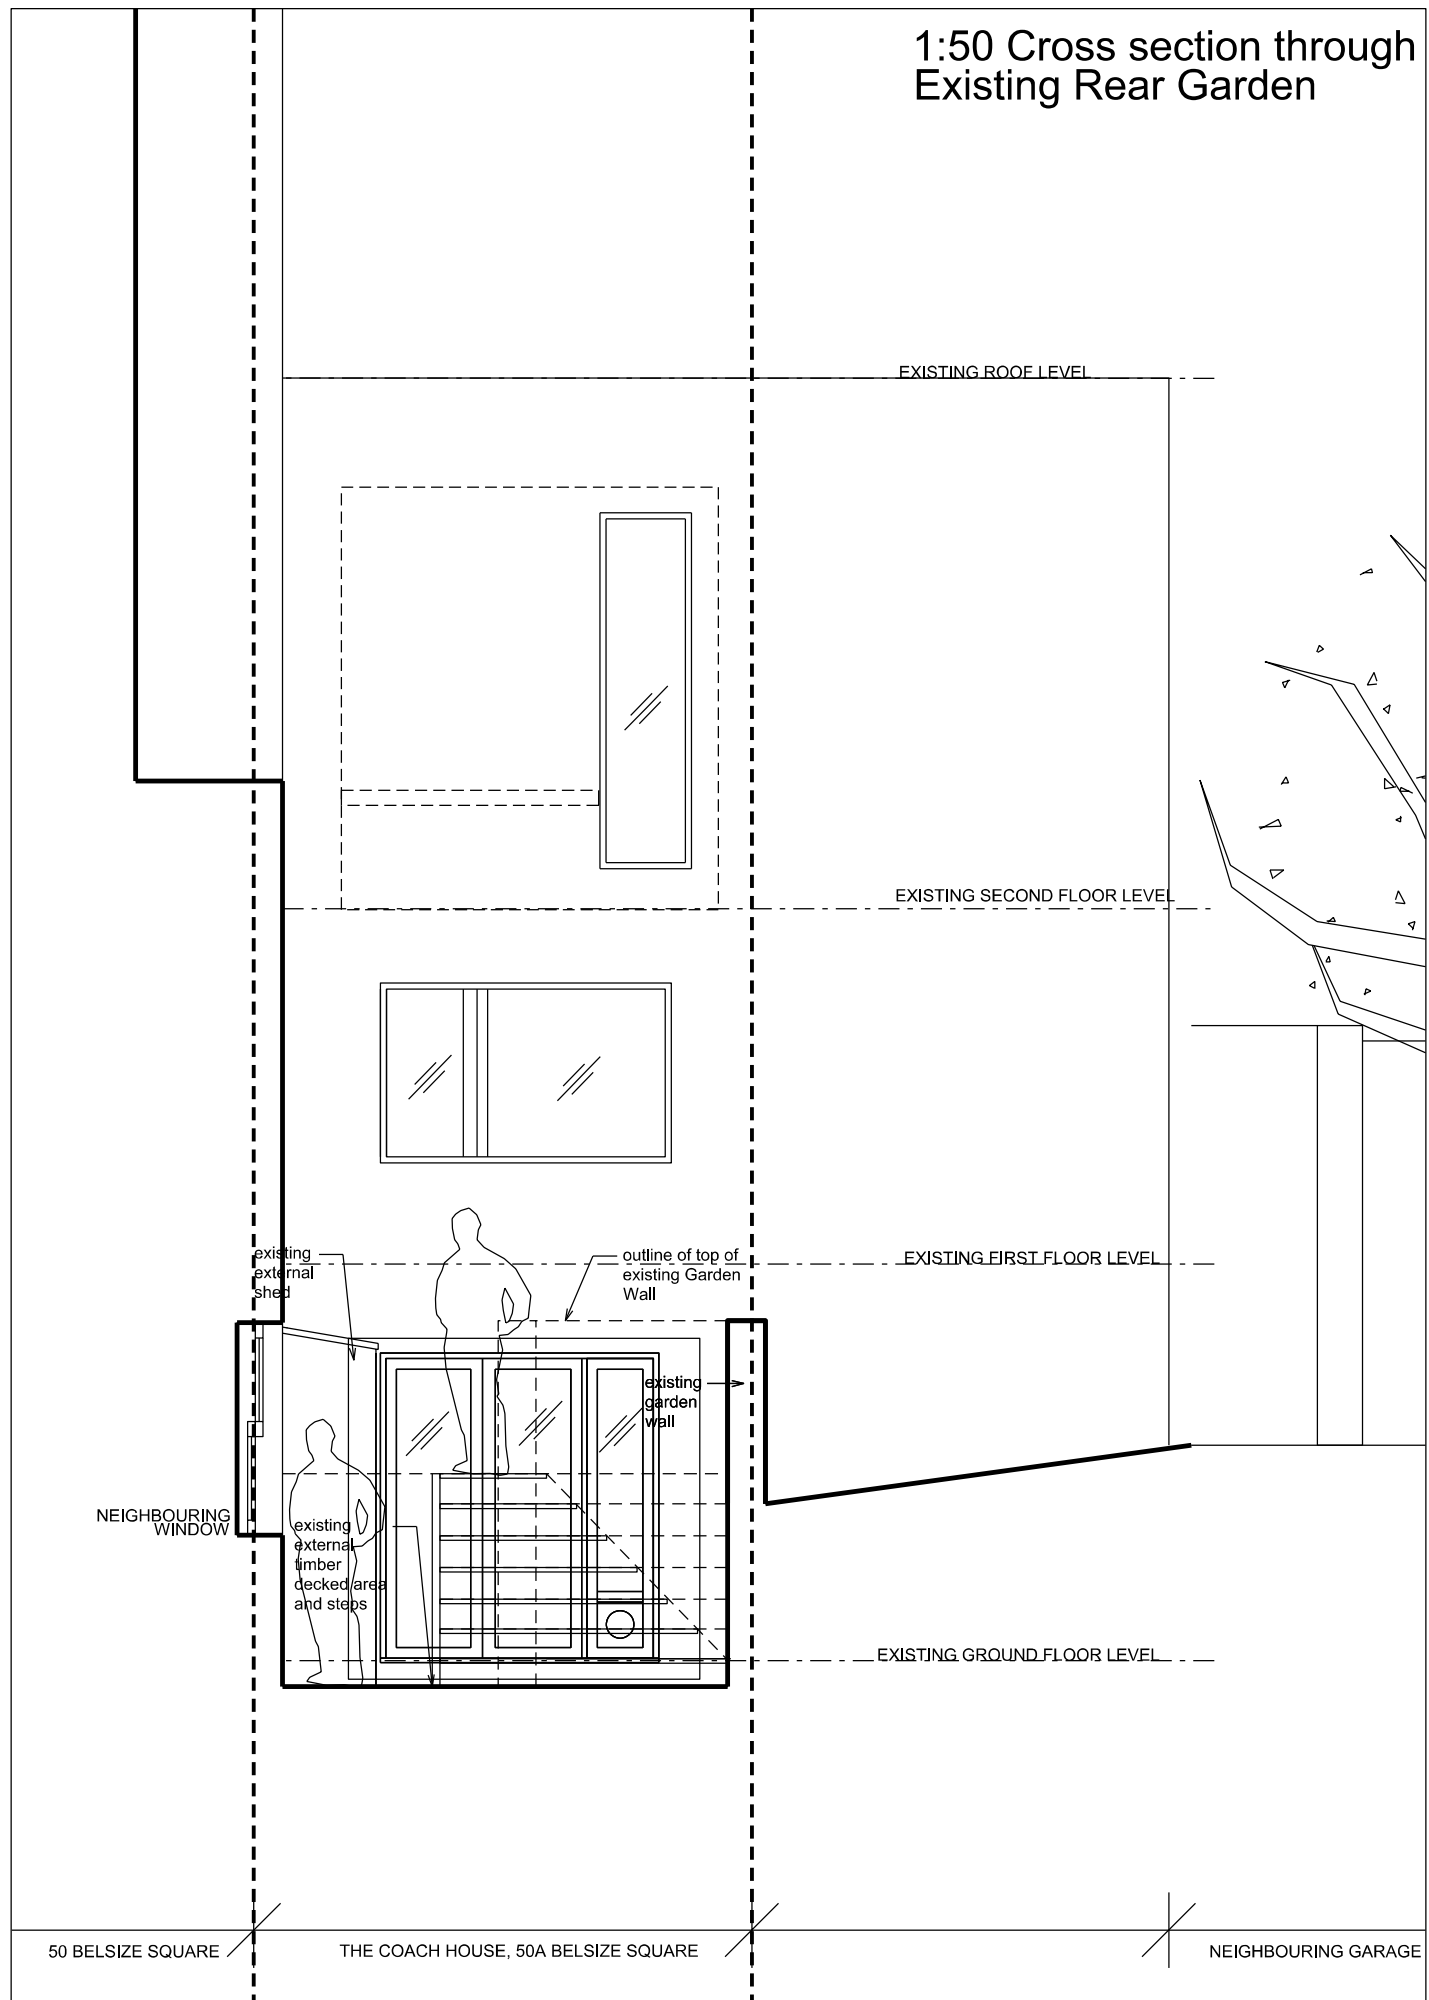 1:50 Cross section through
Existing Rear Garden
EXISTING ROOF LEVEL
EXISTING SECOND FLOOR LEVEL
existing
external
shed
outline of top of
existing Garden
Wall
EXISTING FIRST FLOOR LEVEL
existing
garden
wall
NEIGHBOURING
WINDOW
existing
external
timber
decked area
and steps
EXISTING GROUND FLOOR LEVEL
50 BELSIZE SQUARE
THE COACH HOUSE, 50A BELSIZE SQUARE
NEIGHBOURING GARAGE